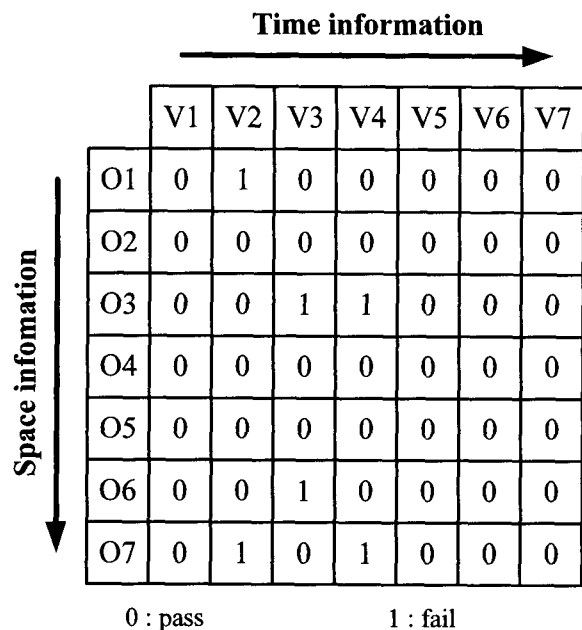 Time information
V1 V2 V3 V4 V5 V6 V7
O1 0 1 0 0 0 0 0
O2 0 0 0 0 0 0 0
O3 0 0 1 1 0 0 0
O4 0 0 0 0 0 0 0
O5 0 0 0 0 0 0 0
O6 0 0 1 0 0 0 0
O7 0 1 0 1 0 0 0
Space infomation
0 : pass 1 : fail